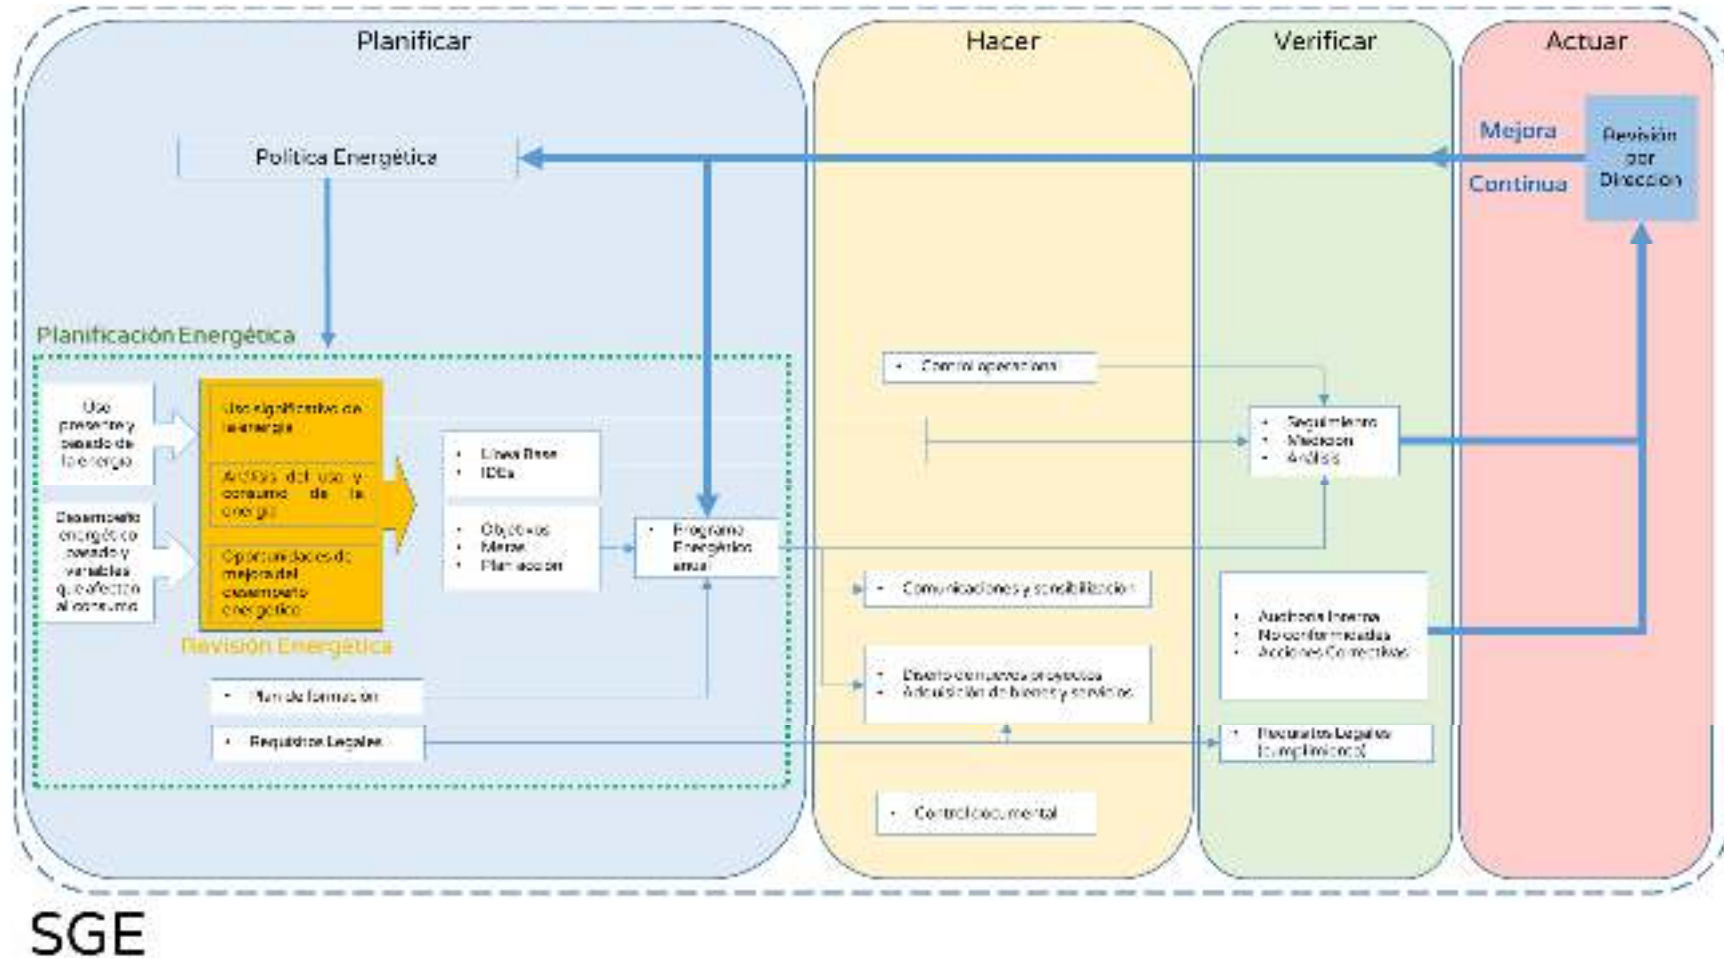 Planificar
Hacer
Verificar
Actuar
Política Energética
Mejora
Continua
Revisión
por
Dirección
Planificación Energética
Uso
presente y
pasado de
la energía
Desempeño
energético
pasado y
variables
que afectan
al consumo
Uso significativo de
la energía
Análisis del uso y
consumo de la
energía
Oportunidades de
mejora del
desempeño
energético
Revisión Energética
• Línea Base
• IDEs
• Objetivos
• Metas
• Plan acción
• Programa
Energético
anual
• Plan de formación
• Requisitos Legales
• Control operacional
• Comunicaciones y sensibilización
• Diseño de nuevos proyectos
• Adquisición de bienes y servicios
• Control documental
• Seguimiento
• Medición
• Análisis
• Auditoría Interna
• No conformidades
• Acciones Correctivas
• Requisitos Legales
(cumplimiento)
SGE